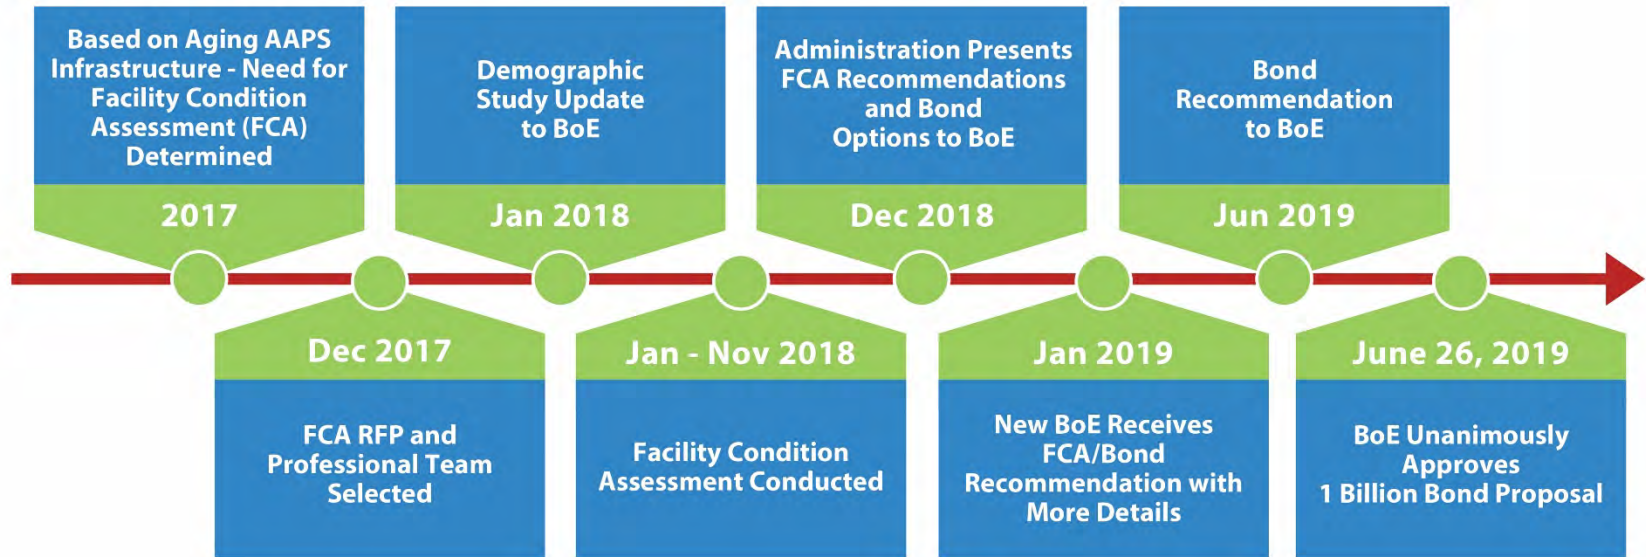 Based on Aging AAPS
Infrastructure - Need for
Facility Condition
Assessment (FCA)
Determined
2017
Dec 2017
FCA RFP and
Professional Team
Selected
Demographic
Study Update
to BoE
Jan 2018
Jan - Nov 2018
Facility Condition
Assessment Conducted
Administration Presents
FCA Recommendations
and Bond
Options to BoE
Dec 2018
Jan 2019
New BoE Receives
FCA/Bond
Recommendation with
More Details
Bond
Recommendation
to BoE
Jun 2019
June 26, 2019
BoE Unanimously
Approves
1 Billion Bond Proposal